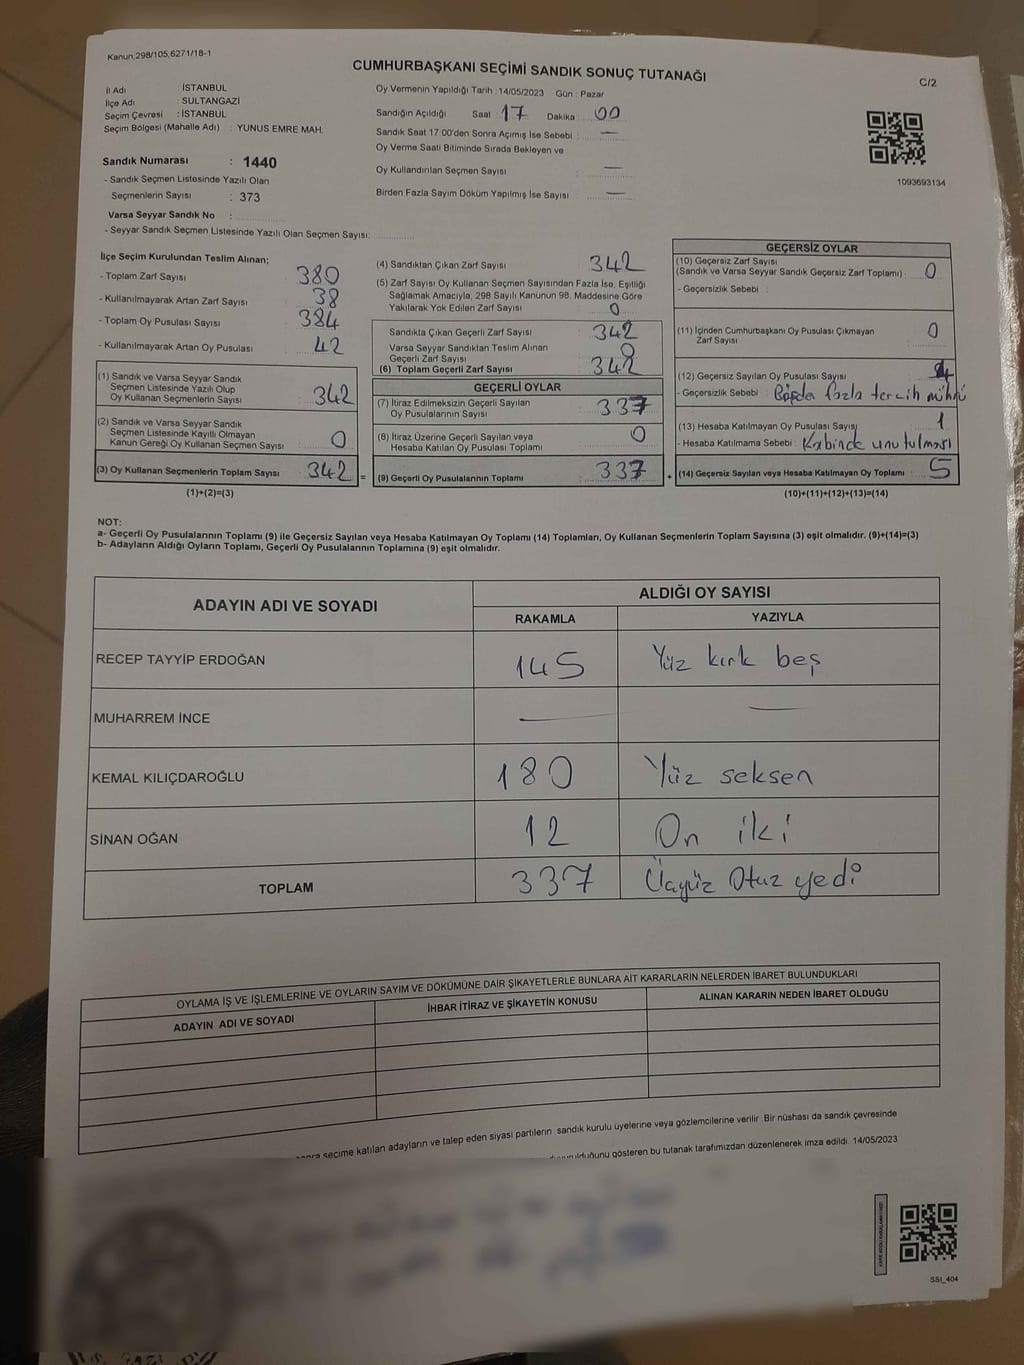 Kanun,298/105,6271/18-1
CUMHURBAŞKANI SEÇİMİ SANDIK SONUÇ TUTANAĞI
C/2
İl Adı : İSTANBUL
İlçe Adı : SULTANGAZİ
Seçim Çevresi : İSTANBUL
Seçim Bölgesi (Mahalle Adı) : YUNUS EMRE MAH.
Sandık Numarası : 1440
- Sandık Seçmen Listesinde Yazılı Olan
Seçmenlerin Sayısı : 373
Varsa Seyyar Sandık No :
- Seyyar Sandık Seçmen Listesinde Yazılı Olan Seçmen Sayısı:
Oy Vermenin Yapıldığı Tarih : 14/05/2023 Gün : Pazar
Sandığın Açıldığı Saat 17 Dakika 00
Sandık Saat 17:00'den Sonra Açımış İse Sebebi : —
Oy Verme Saati Bitiminde Sırada Bekleyen ve
Oy Kullandırılan Seçmen Sayısı : —
Birden Fazla Sayım Döküm Yapılmış İse Sayısı : —
1093693134
İlçe Seçim Kurulundan Teslim Alınan;
- Toplam Zarf Sayısı : 380
- Kullanılmayarak Artan Zarf Sayısı : 38
- Toplam Oy Pusulası Sayısı : 384
- Kullanılmayarak Artan Oy Pusulası : 42
(1) Sandık ve Varsa Seyyar Sandık
Seçmen Listesinde Yazılı Olup
Oy Kullanan Seçmenlerin Sayısı : 342
(2) Sandık ve Varsa Seyyar Sandık
Seçmen Listesinde Kayıtlı Olmayan
Kanun Gereği Oy Kullanan Seçmen Sayısı : 0
(3) Oy Kullanan Seçmenlerin Toplam Sayısı : 342 =
(1)+(2)=(3)
(4) Sandıktan Çıkan Zarf Sayısı : 342
(5) Zarf Sayısı Oy Kullanan Seçmen Sayısından Fazla İse, Eşitliği
Sağlamak Amacıyla; 298 Sayılı Kanunun 98. Maddesine Göre
Yakılarak Yok Edilen Zarf Sayısı : 0
Sandıkta Çıkan Geçerli Zarf Sayısı : 342
Varsa Seyyar Sandıktan Teslim Alınan
Geçerli Zarf Sayısı : 0
(6) Toplam Geçerli Zarf Sayısı : 342
GEÇERLİ OYLAR
(7) İtiraz Edilmeksizin Geçerli Sayılan
Oy Pusulalarının Sayısı : 337
(8) İtiraz Üzerine Geçerli Sayılan veya
Hesaba Katılan Oy Pusulası Toplamı : 0
(9) Geçerli Oy Pusulalarının Toplamı : 337 +
GEÇERSİZ OYLAR
(10) Geçersiz Zarf Sayısı
(Sandık ve Varsa Seyyar Sandık Geçersiz Zarf Toplamı) : 0
- Geçersizlik Sebebi :
(11) İçinden Cumhurbaşkanı Oy Pusulası Çıkmayan
Zarf Sayısı : 0
(12) Geçersiz Sayılan Oy Pusulası Sayısı : 4
- Geçersizlik Sebebi : fazla tercih mührü
(13) Hesaba Katılmayan Oy Pusulası Sayısı : 1
- Hesaba Katılmama Sebebi : Kabinde unutulması
(14) Geçersiz Sayılan veya Hesaba Katılmayan Oy Toplamı : 5
(10)+(11)+(12)+(13)=(14)
NOT:
a- Geçerli Oy Pusulalarının Toplamı (9) ile Geçersiz Sayılan veya Hesaba Katılmayan Oy Toplamı (14) Toplamları, Oy Kullanan Seçmenlerin Toplam Sayısına (3) eşit olmalıdır. (9)+(14)=(3)
b- Adayların Aldığı Oyların Toplamı, Geçerli Oy Pusulalarının Toplamına (9) eşit olmalıdır.
ADAYIN ADI VE SOYADI
ALDIĞI OY SAYISI
RAKAMLA YAZIYLA
RECEP TAYYİP ERDOĞAN 145 Yüz kırk beş
MUHARREM İNCE — —
KEMAL KILIÇDAROĞLU 180 Yüz seksen
SİNAN OĞAN 12 On iki
TOPLAM 337 Üçyüz Otuz yedi
OYLAMA İŞ VE İŞLEMLERİNE VE OYLARIN SAYIM VE DÖKÜMÜNE DAİR ŞİKAYETLERLE BUNLARA AİT KARARLARIN NELERDEN İBARET BULUNDUKLARI
ADAYIN ADI VE SOYADI
İHBAR İTİRAZ VE ŞİKAYETİN KONUSU
ALINAN KARARIN NEDEN İBARET OLDUĞU
seçime katılan adayların ve talep eden siyasi partilerin sandık kurulu üyelerine veya gözlemcilerine verilir. Bir nüshası da sandık çevresinde
gösteren bu tutanak tarafımızdan düzenlenerek imza edildi. 14/05/2023
SSI_404